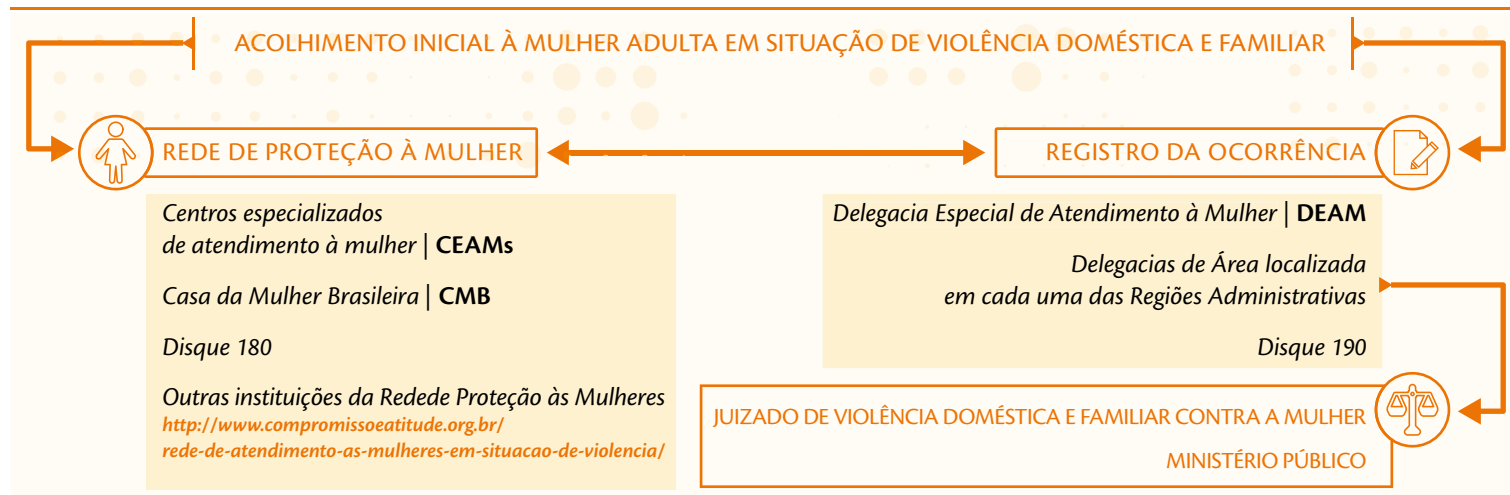 ACOLHIMENTO INICIAL À MULHER ADULTA EM SITUAÇÃO DE VIOLÊNCIA DOMÉSTICA E FAMILIAR
REDE DE PROTEÇÃO À MULHER
Centros especializados
de atendimento à mulher | CEAMs
Casa da Mulher Brasileira | CMB
Disque 180
Outras instituições da Redede Proteção às Mulheres
http://www.compromissoeatitude.org.br/
rede-de-atendimento-as-mulheres-em-situacao-de-violencia/
REGISTRO DA OCORRÊNCIA
Delegacia Especial de Atendimento à Mulher | DEAM
Delegacias de Área localizada
em cada uma das Regiões Administrativas
Disque 190
JUIZADO DE VIOLÊNCIA DOMÉSTICA E FAMILIAR CONTRA A MULHER
MINISTÉRIO PÚBLICO